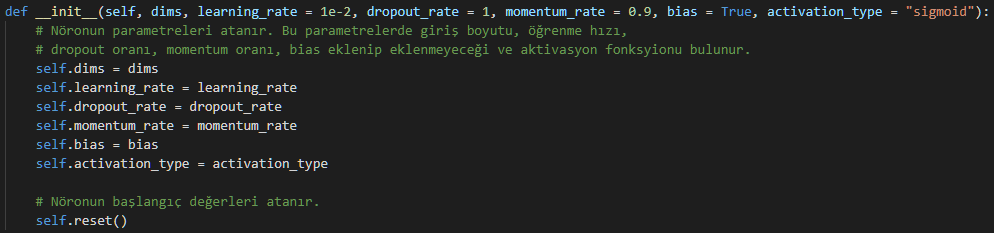 def __init__(self, dims, learning_rate = 1e-2, dropout_rate = 1, momentum_rate = 0.9, bias = True, activation_type = "sigmoid"):
# Nöronun parametreleri atanır. Bu parametrelerde giriş boyutu, öğrenme hızı,
# dropout oranı, momentum oranı, bias eklenip eklenmeyeceği ve aktivasyon fonksyionu bulunur.
self.dims = dims
self.learning_rate = learning_rate
self.dropout_rate = dropout_rate
self.momentum_rate = momentum_rate
self.bias = bias
self.activation_type = activation_type
# Nöronun başlangıç değerleri atanır.
self.reset()